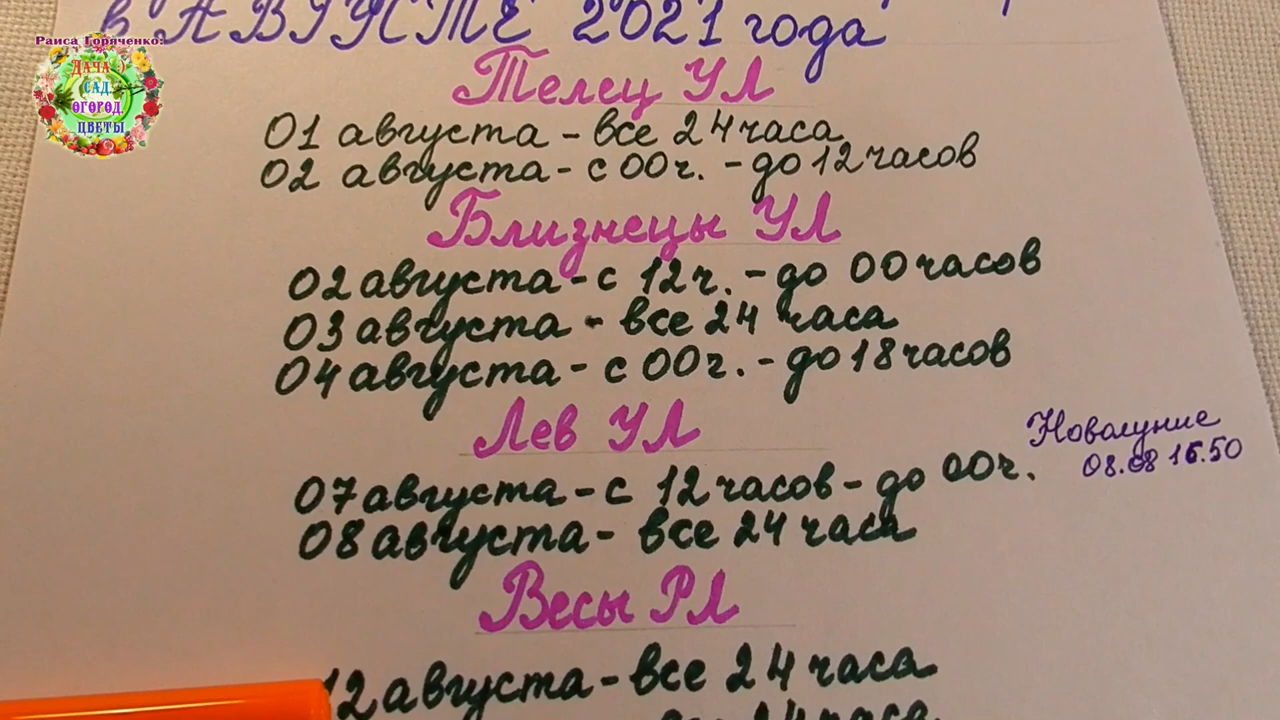 в АВГУСТЕ 2021 года
Раиса Горяченко:
ДАЧА :)
САД,
ОГОРОД,
ЦВЕТЫ
Телец УЛ
01 августа - все 24 часа
02 августа - с 00ч. - до 12 часов
Близнецы УЛ
02 августа - с 12ч. - до 00 часов
03 августа - все 24 часа
04 августа - с 00ч. - до 18 часов
Лев УЛ
Новолуние
08.08 16.50
07 августа - с 12 часов - до 00ч.
08 августа - все 24 часа
Весы РЛ
12 августа - все 24 часа